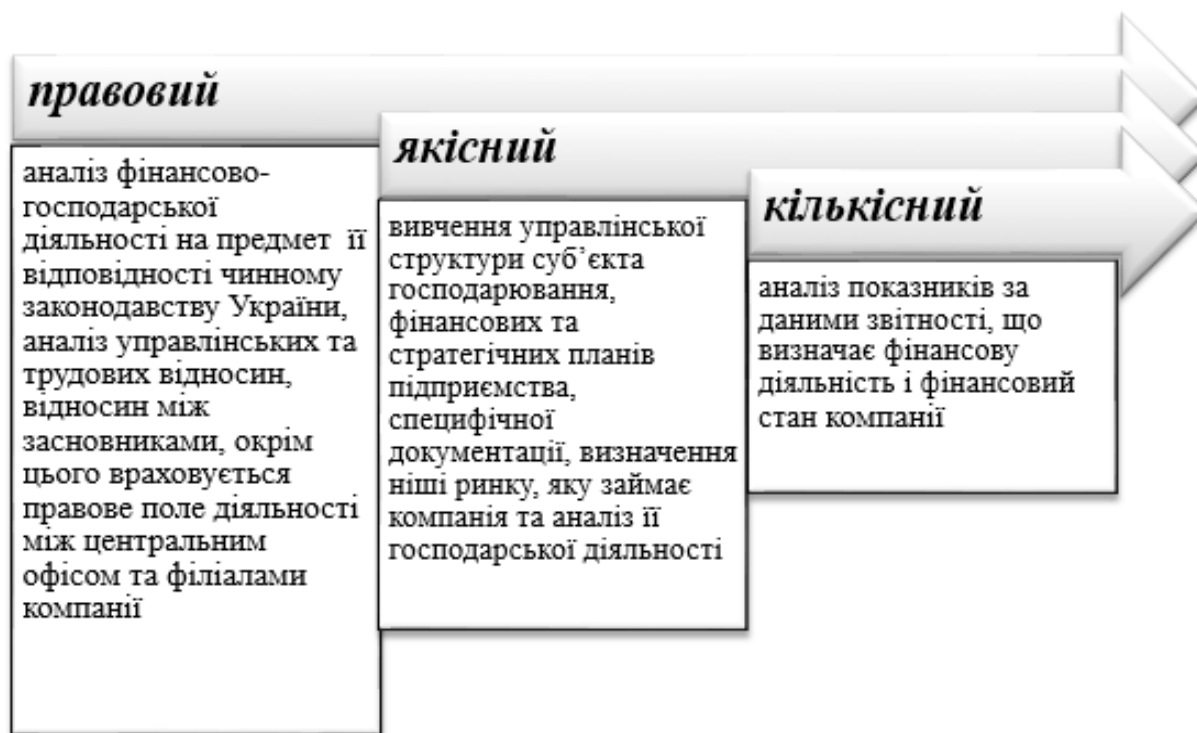 правовий
аналіз фінансово-
господарської
діяльності на предмет її
відповідності чинному
законодавству України,
аналіз управлінських та
трудових відносин,
відносин між
засновниками, окрім
цього враховується
правове поле діяльності
між центральним
офісом та філіалами
компанії
якісний
вивчення управлінської
структури суб’єкта
господарювання,
фінансових та
стратегічних планів
підприємства,
специфічної
документації, визначення
ніші ринку, яку займає
компанія та аналіз її
господарської діяльності
кількісний
аналіз показників за
даними звітності, що
визначає фінансову
діяльність і фінансовий
стан компанії